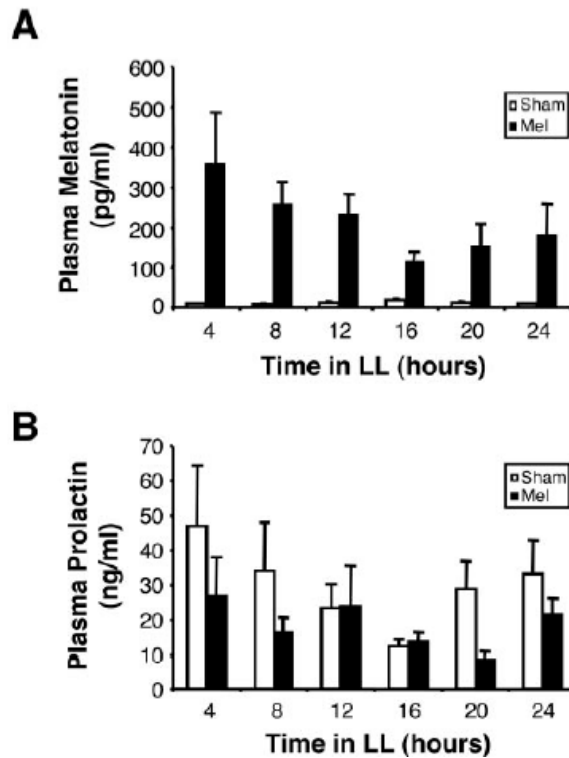 A
Plasma Melatonin
(pg/ml)
600
500
400
300
200
100
0
Sham
Mel
4 8 12 16 20 24
Time in LL (hours)
B
Plasma Prolactin
(ng/ml)
70
60
50
40
30
20
10
0
Sham
Mel
4 8 12 16 20 24
Time in LL (hours)